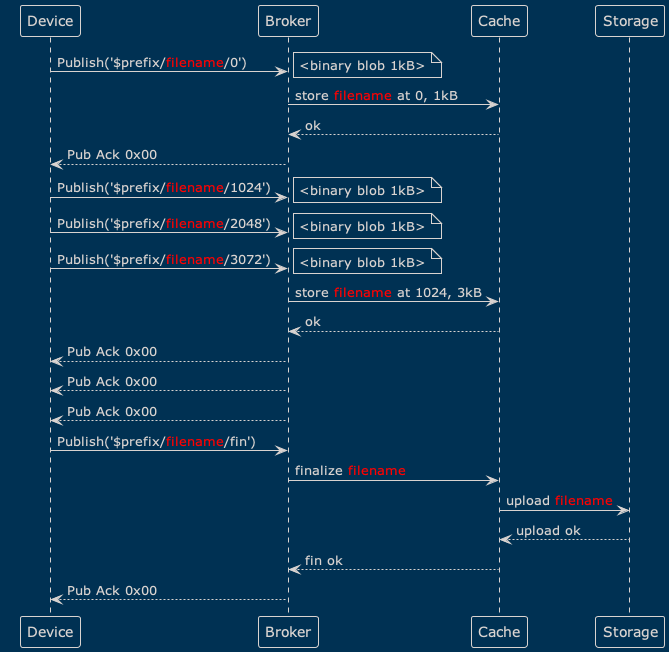 Device Broker Cache Storage
Publish('$prefix/filename/0') <binary blob 1kB>
store filename at 0, 1kB
ok
Pub Ack 0x00
Publish('$prefix/filename/1024') <binary blob 1kB>
Publish('$prefix/filename/2048') <binary blob 1kB>
Publish('$prefix/filename/3072') <binary blob 1kB>
store filename at 1024, 3kB
ok
Pub Ack 0x00
Pub Ack 0x00
Pub Ack 0x00
Publish('$prefix/filename/fin')
finalize filename
upload filename
upload ok
fin ok
Pub Ack 0x00
Device Broker Cache Storage